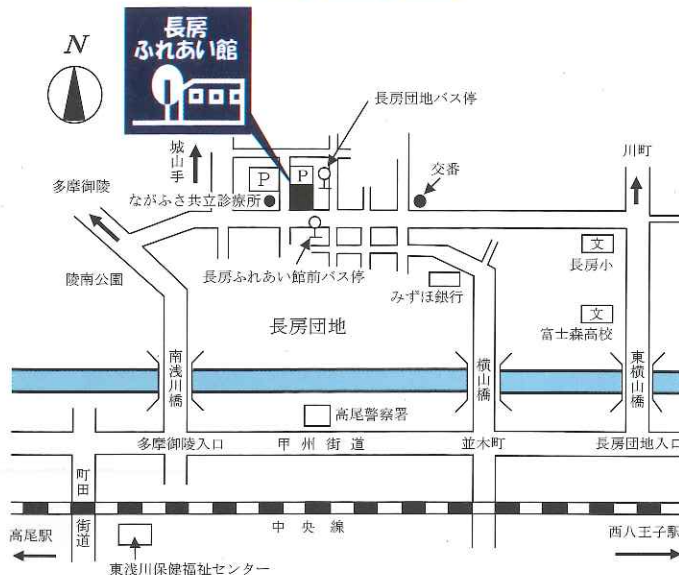 長房
ふれあい館
N
長房団地バス停
城山手
P
P
交番
川町
多摩御陵
ながふさ共立診療所
文
長房小
陵南公園
長房ふれあい館前バス停
みずほ銀行
長房団地
文
富士森高校
南浅川橋
横山橋
東横山橋
高尾警察署
多摩御陵入口
甲州街道
並木町
長房団地入口
町田街道
中央線
高尾駅
西八王子駅
東浅川保健福祉センター